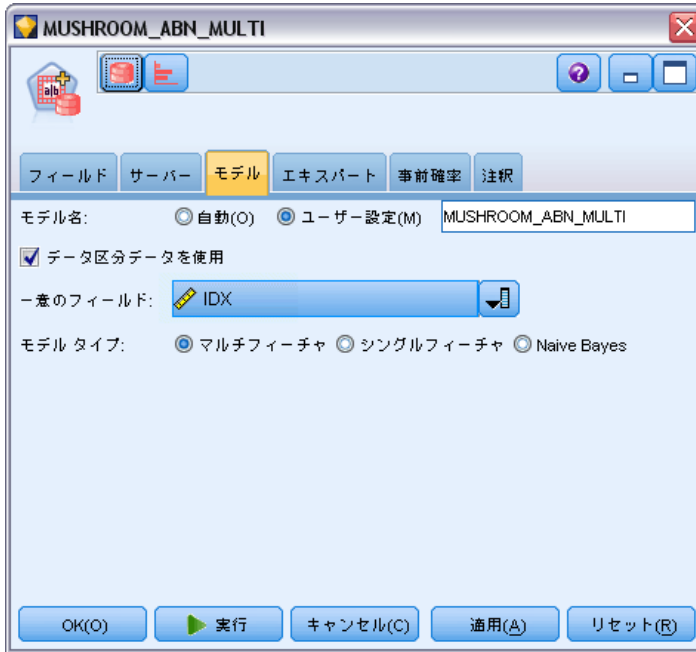 MUSHROOM_ABN_MULTI
フィールド サーバー モデル エキスパート 事前確率 注釈
モデル名: 自動(O) ユーザー設定(M) MUSHROOM_ABN_MULTI
データ区分データを使用
一意のフィールド: IDX
モデル タイプ: マルチフィーチャ シングルフィーチャ Naive Bayes
OK(O) 実行 キャンセル(C) 適用(A) リセット(R)